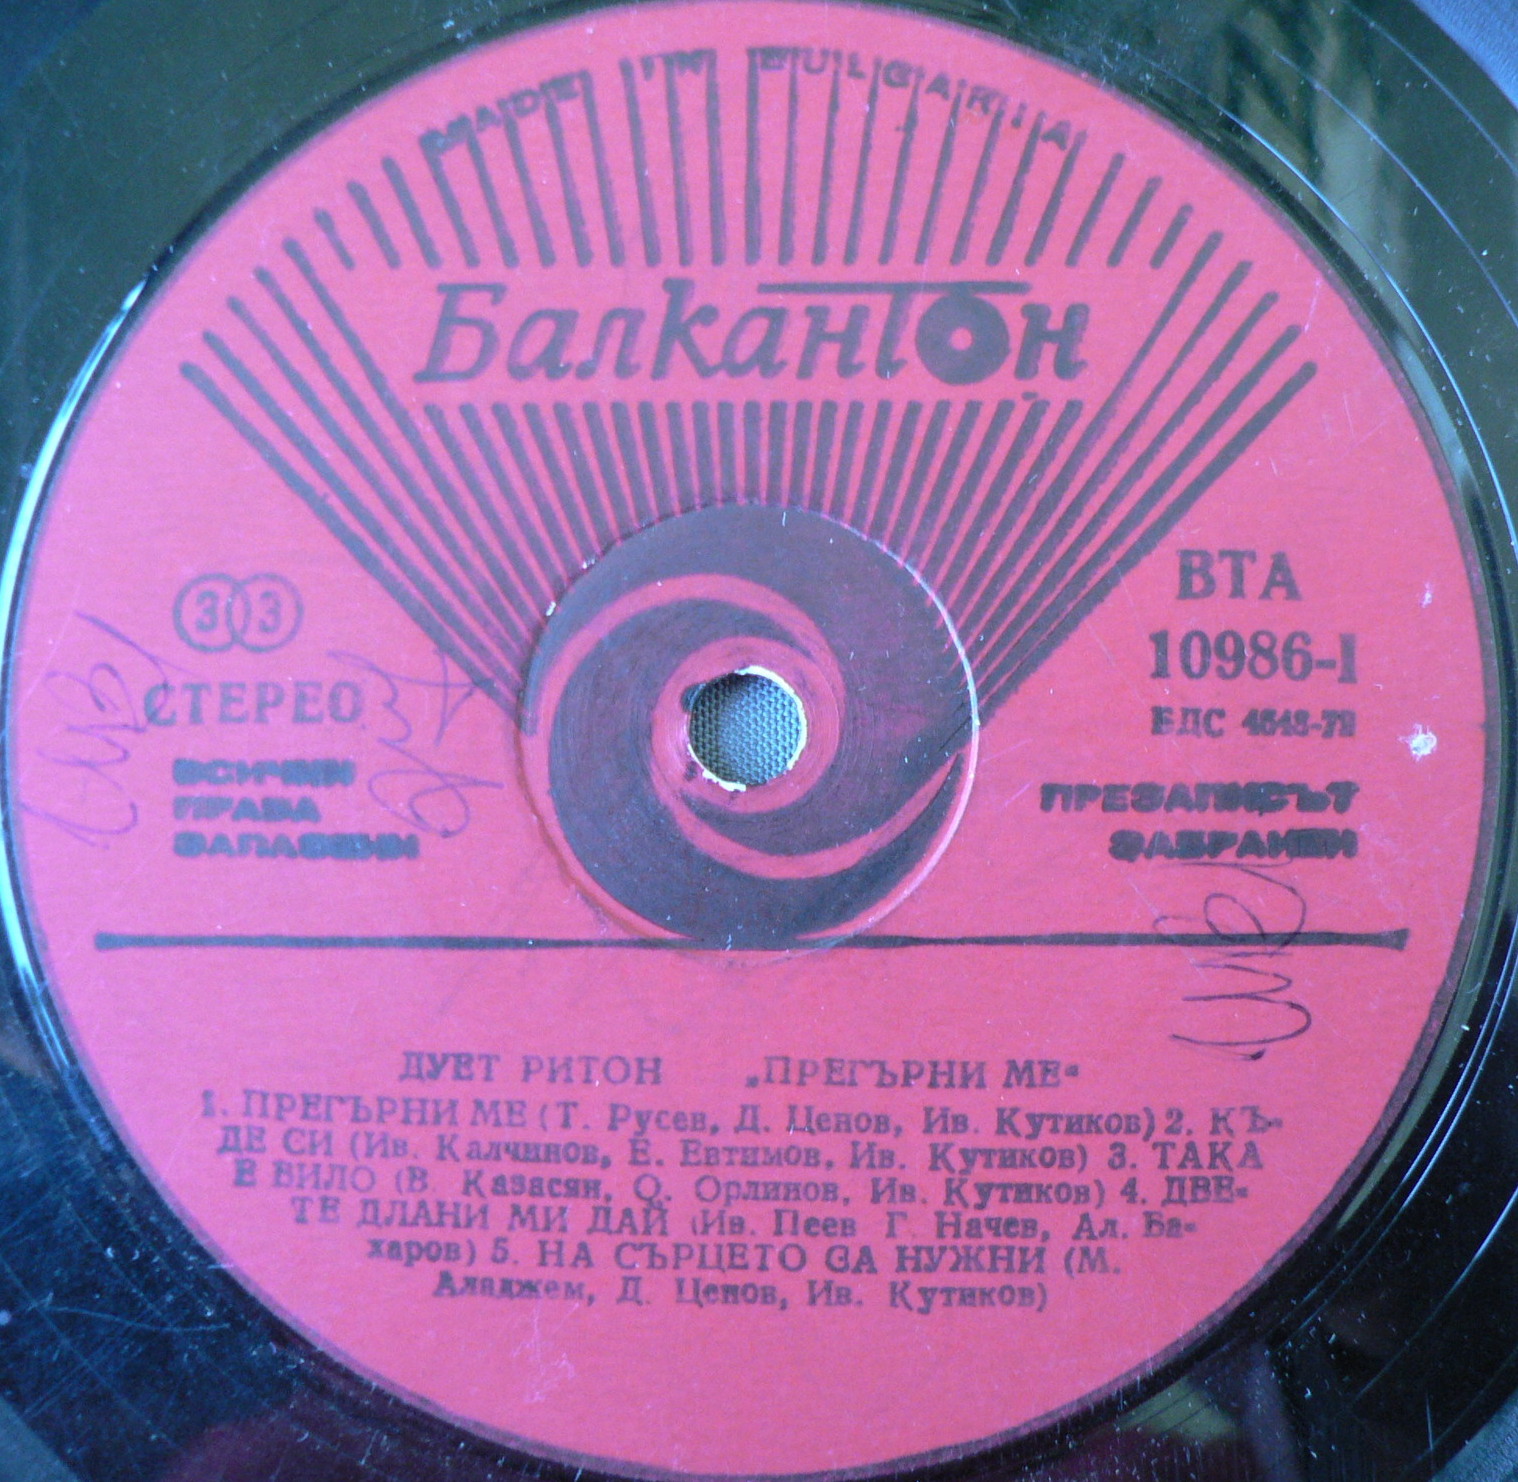 MADE IN BULGARIA
Балкантон
33
СТЕРЕО
ВСИЧКИ
ПРАВА
ЗАПАЗЕНИ
ВТА
10986-I
БДС
ПРЕЗАПИСЪТ
ЗАБРАНЕН
ДУЕТ РИТОН „ПРЕГЪРНИ МЕ“
1. ПРЕГЪРНИ МЕ (Т. Русев, Д. Ценов, Ив. Кутиков) 2. КЪ-
ДЕ СИ (Ив. Калчинов, Е. Евтимов, Ив. Кутиков) 3. ТАКА
Е БИЛО (В. Казасян, О. Орлинов, Ив. Кутиков) 4. ДВЕ-
ТЕ ДЛАНИ МИ ДАЙ (Ив. Пеев Г. Начев, Ал. Ба-
харов) 5. НА СЪРЦЕТО СА НУЖНИ (М.
Аладжем, Д. Ценов, Ив. Кутиков)